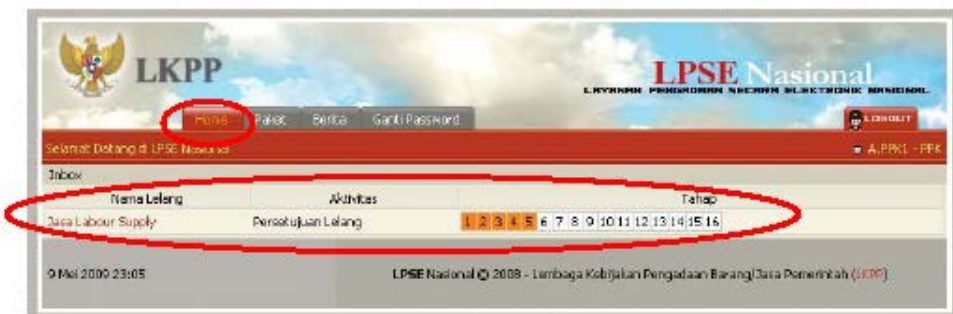 LKPP
LPSE Nasional
LAYANAN PENGADAAN SECARA ELEKTRONIK NASIONAL
Home Paket Berita Ganti Password LOGOUT
Selamat Datang di LPSE Nasional A.PPK1 - PPK
Inbox
Nama Lelang Aktivitas Tahap
Jasa Labour Supply Persetujuan Lelang 1 2 3 4 5 6 7 8 9 10 11 12 13 14 15 16
9 Mei 2009 23:05 LPSE Nasional © 2008 - Lembaga Kebijakan Pengadaan Barang/Jasa Pemerintah (LKPP)